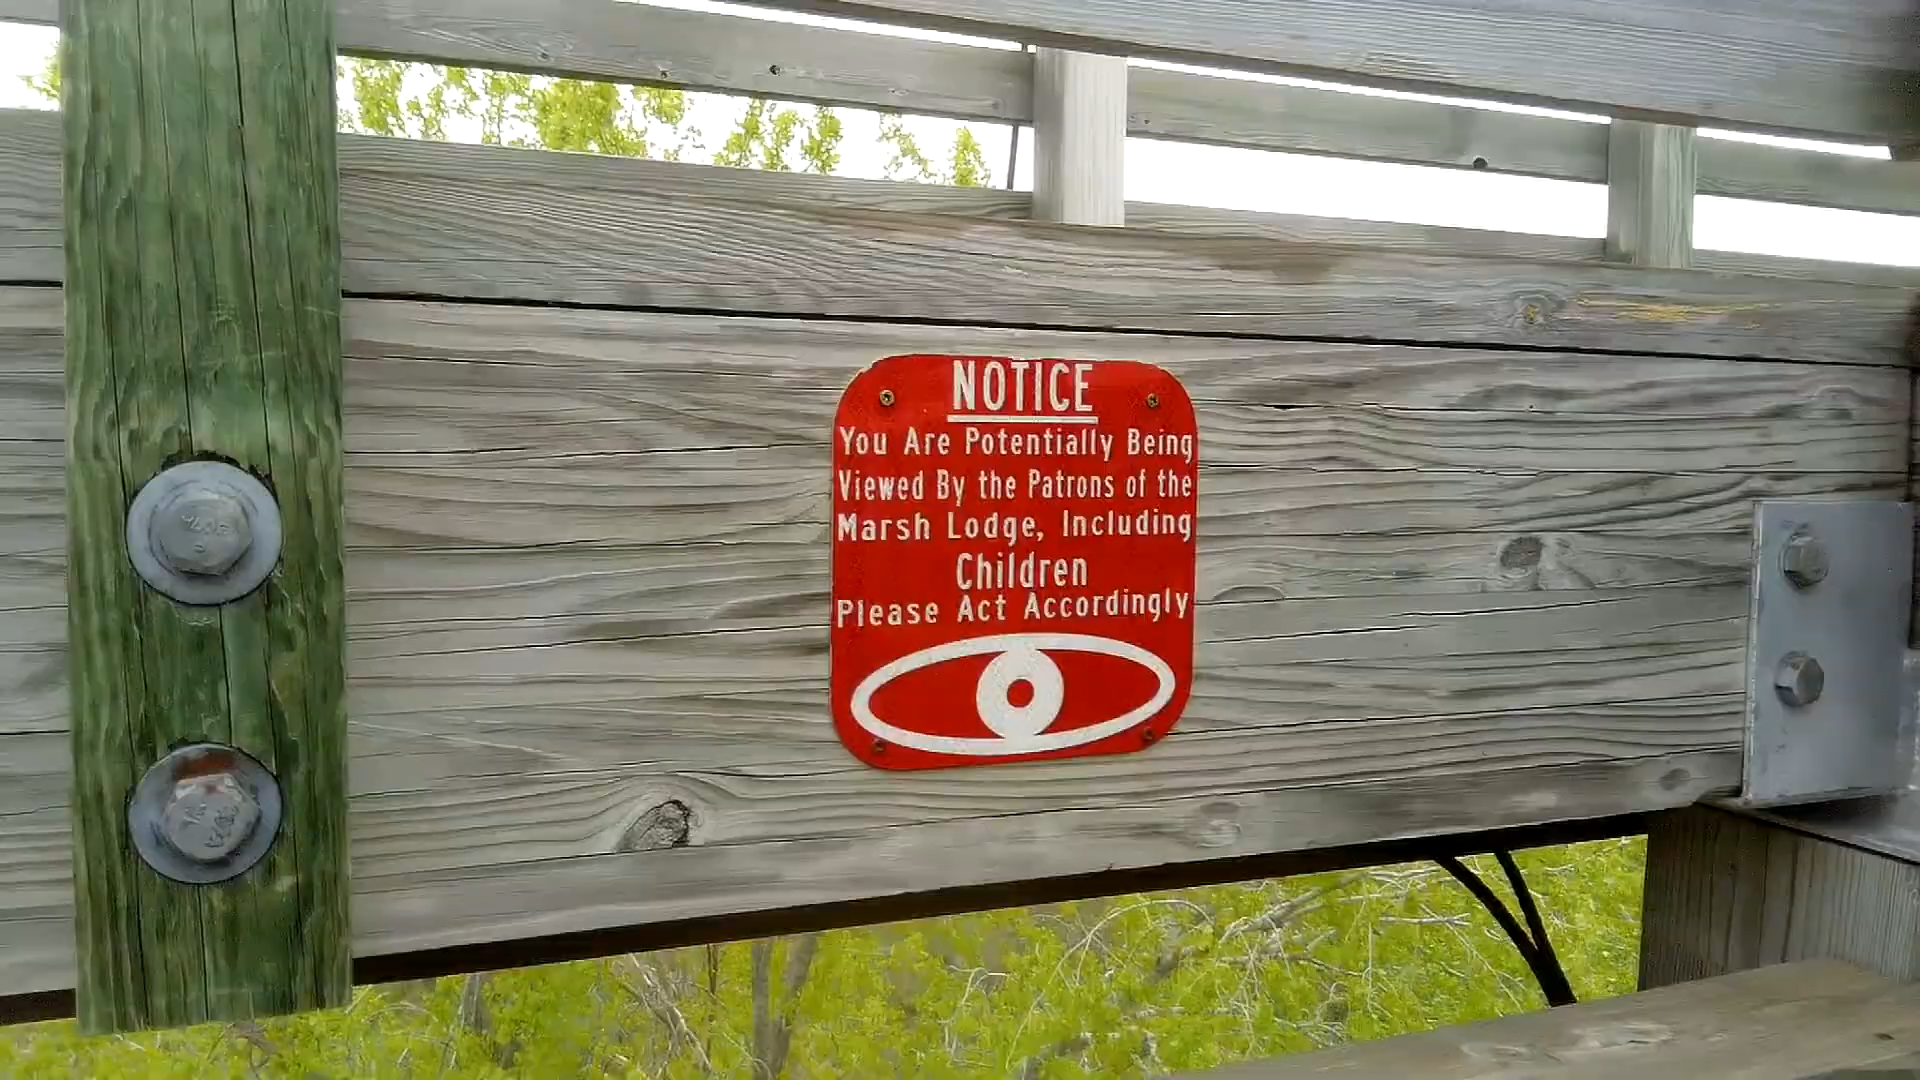 NOTICE
You Are Potentially Being
Viewed By the Patrons of the
Marsh Lodge, Including
Children
Please Act Accordingly